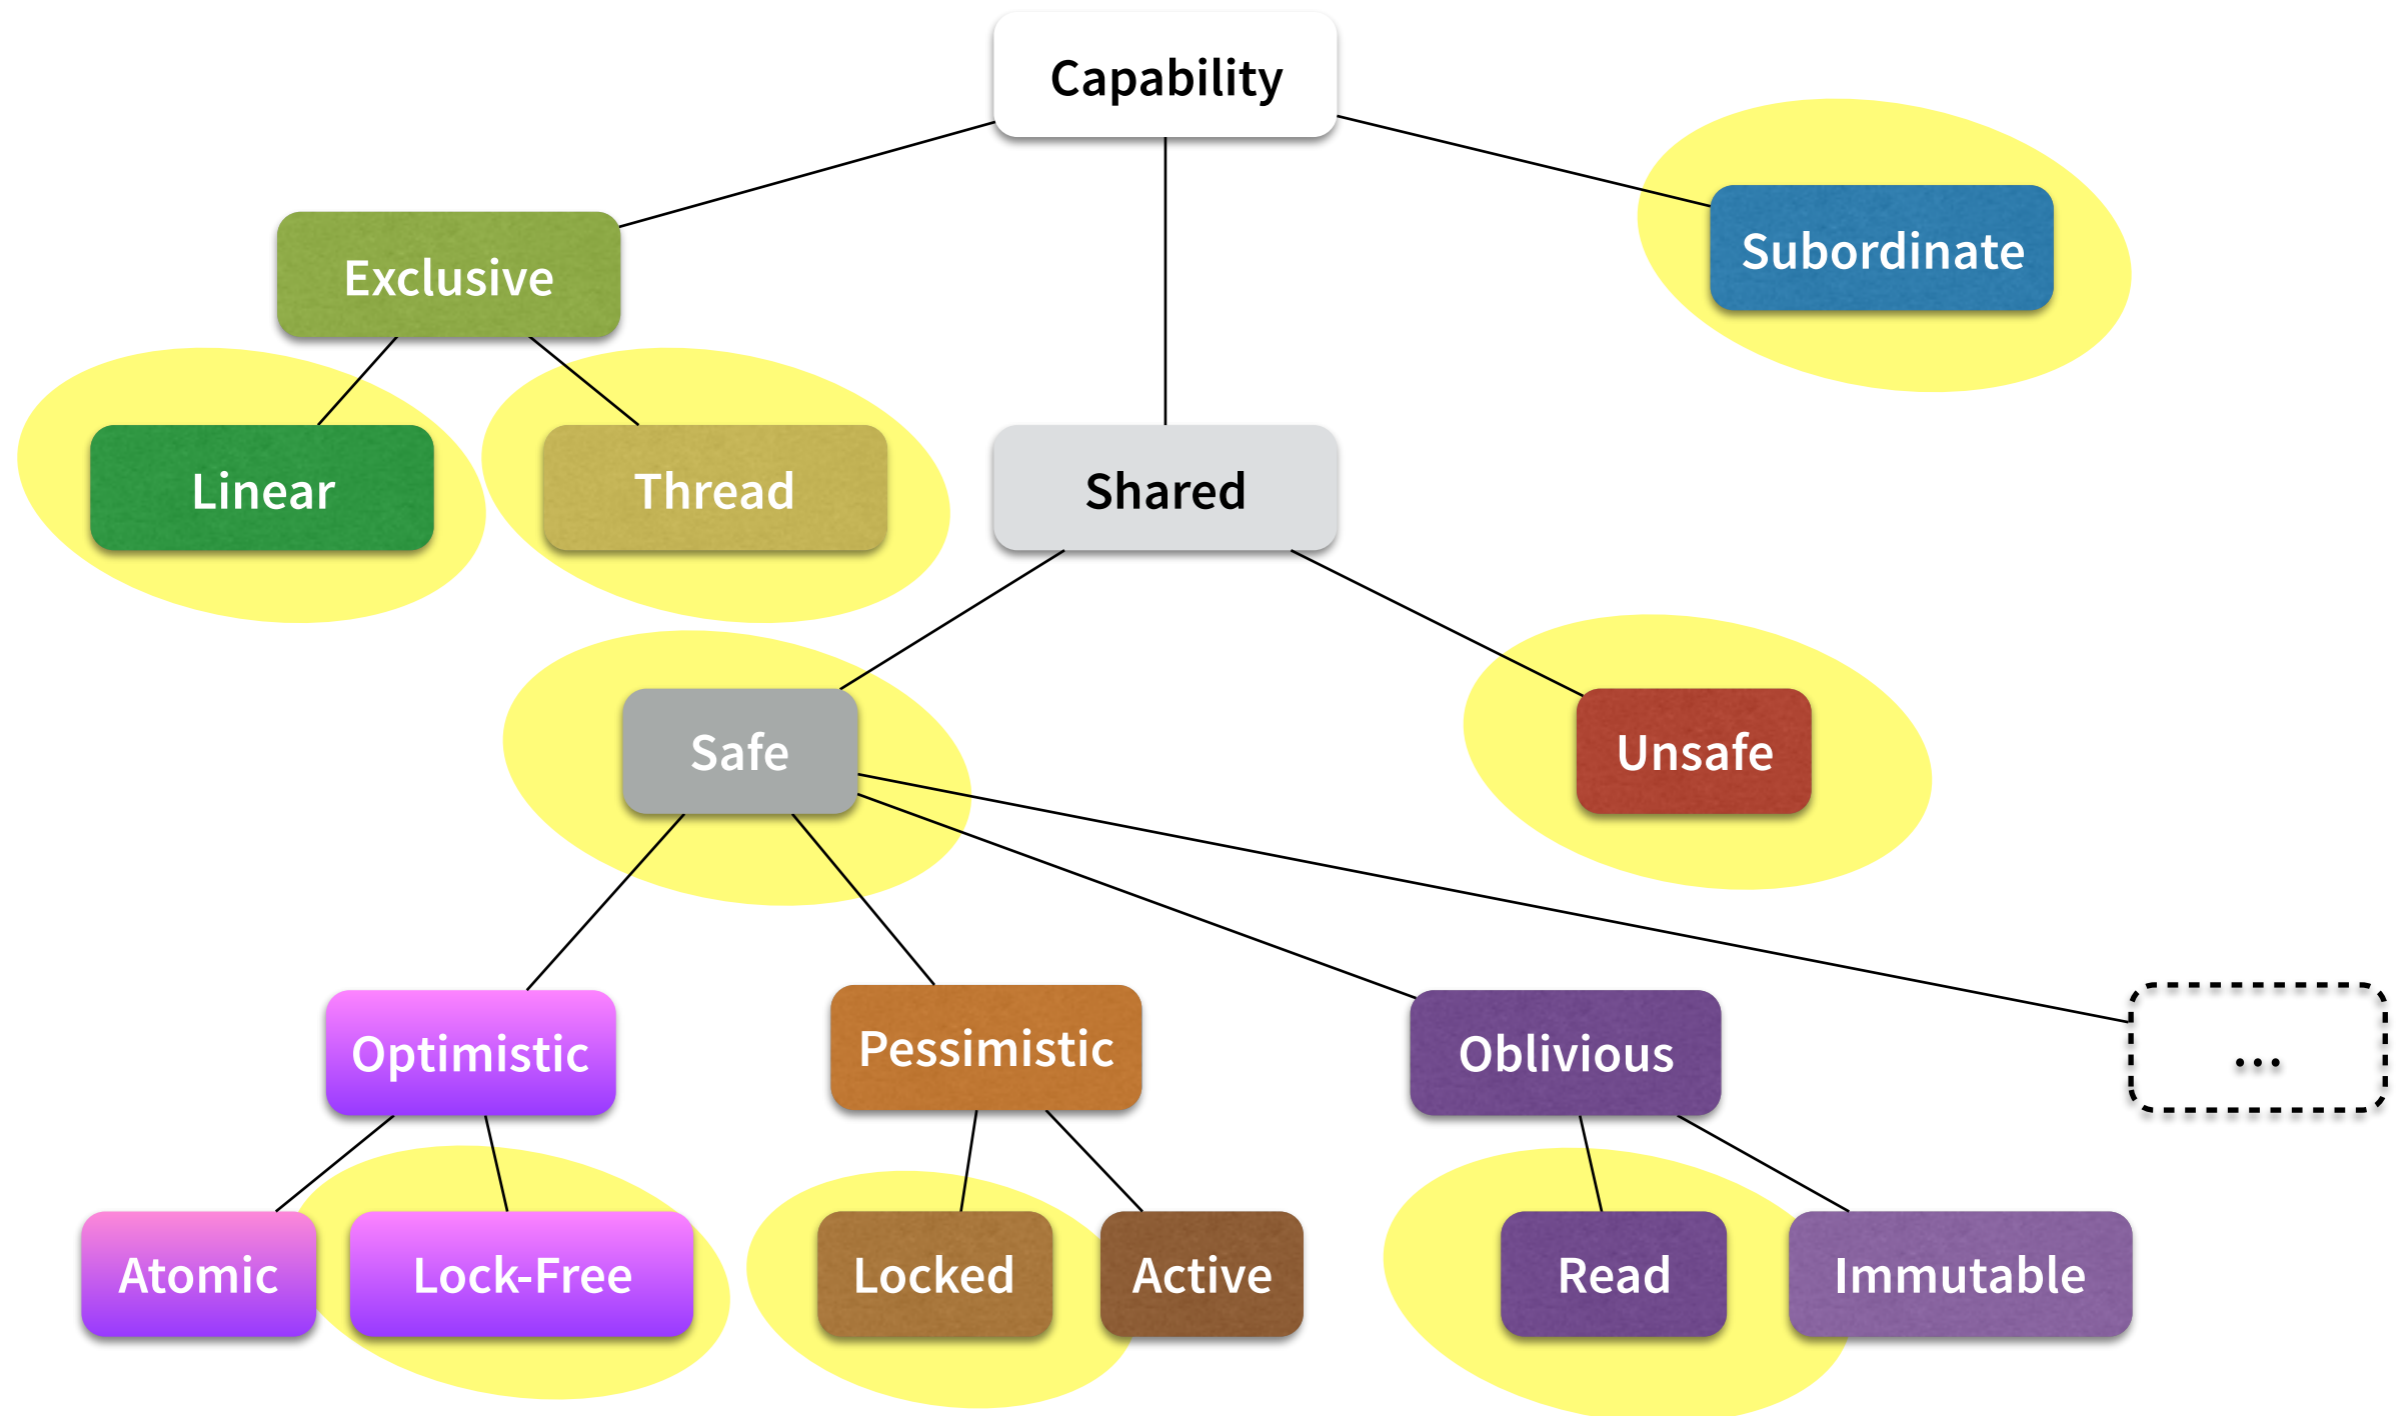 Capability
Subordinate
Exclusive
Linear
Thread
Shared
Safe
Unsafe
Optimistic
Pessimistic
Oblivious
...
Atomic
Lock-Free
Locked
Active
Read
Immutable